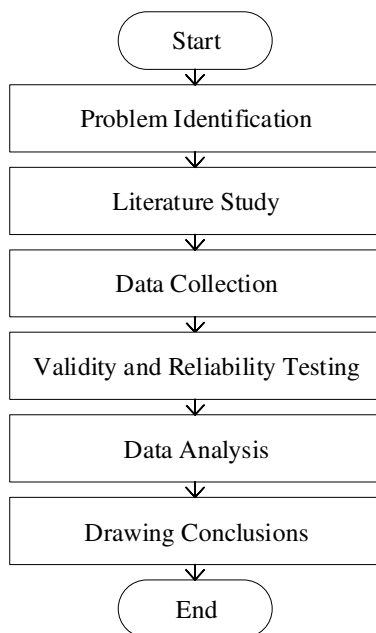 Start
Problem Identification
Literature Study
Data Collection
Validity and Reliability Testing
Data Analysis
Drawing Conclusions
End